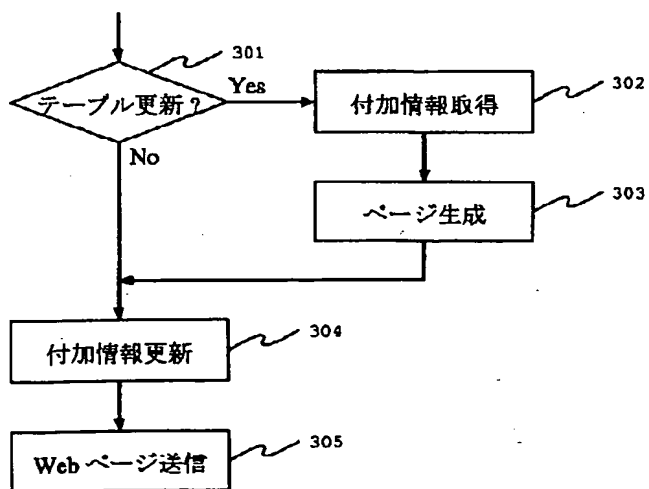 301
テーブル更新?
Yes
付加情報取得
302
No
ページ生成
303
付加情報更新
304
Webページ送信
305